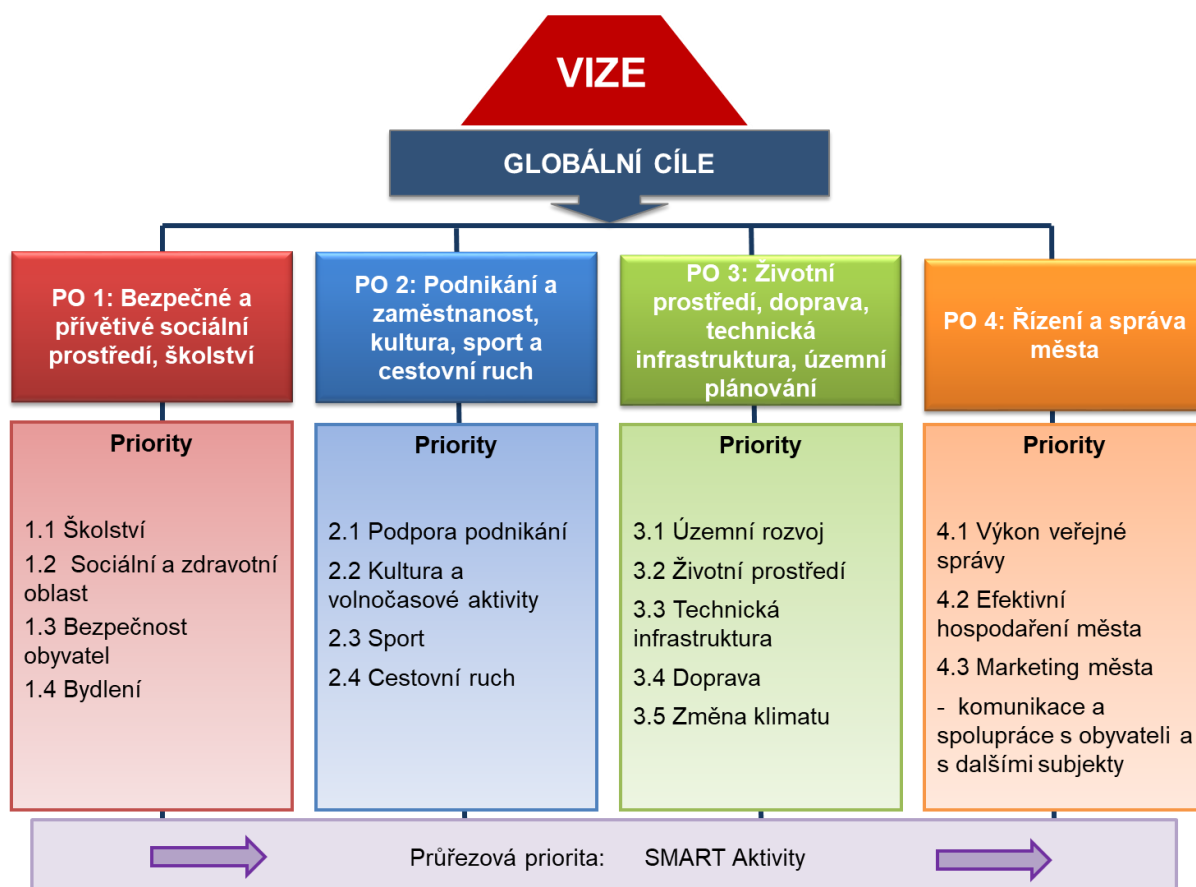 VIZE
GLOBÁLNÍ CÍLE
PO 1: Bezpečné a
přívětivé sociální
prostředí, školství
PO 2: Podnikání a
zaměstnanost,
kultura, sport a
cestovní ruch
PO 3: Životní
prostředí, doprava,
technická
infrastruktura, územní
plánování
PO 4: Řízení a správa
města
Priority
1.1 Školství
1.2 Sociální a zdravotní
oblast
1.3 Bezpečnost
obyvatel
1.4 Bydlení
Priority
2.1 Podpora podnikání
2.2 Kultura a
volnočasové aktivity
2.3 Sport
2.4 Cestovní ruch
Priority
3.1 Územní rozvoj
3.2 Životní prostředí
3.3 Technická
infrastruktura
3.4 Doprava
3.5 Změna klimatu
Priority
4.1 Výkon veřejné
správy
4.2 Efektivní
hospodaření města
4.3 Marketing města
- komunikace a
spolupráce s obyvateli a
s dalšími subjekty
Průřezová priorita: SMART Aktivity